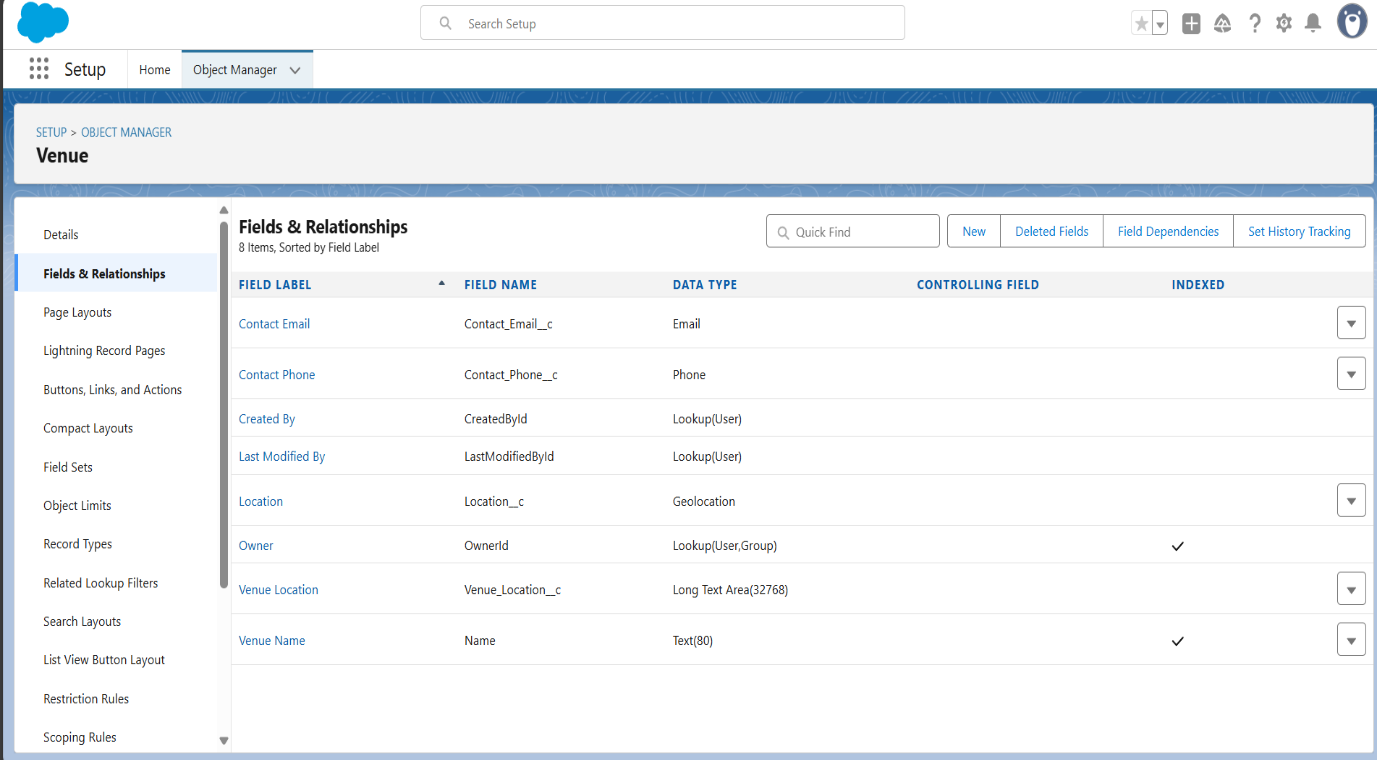 Search Setup
Setup
Home
Object Manager
SETUP > OBJECT MANAGER
Venue
Details
Fields & Relationships
Page Layouts
Lightning Record Pages
Buttons, Links, and Actions
Compact Layouts
Field Sets
Object Limits
Record Types
Related Lookup Filters
Search Layouts
List View Button Layout
Restriction Rules
Scoping Rules
Fields & Relationships
8 Items, Sorted by Field Label
Quick Find
New
Deleted Fields
Field Dependencies
Set History Tracking
FIELD LABEL FIELD NAME DATA TYPE CONTROLLING FIELD INDEXED
Contact Email Contact_Email__c Email
Contact Phone Contact_Phone__c Phone
Created By CreatedById Lookup(User)
Last Modified By LastModifiedById Lookup(User)
Location Location__c Geolocation
Owner OwnerId Lookup(User,Group)
Venue Location Venue_Location__c Long Text Area(32768)
Venue Name Name Text(80)